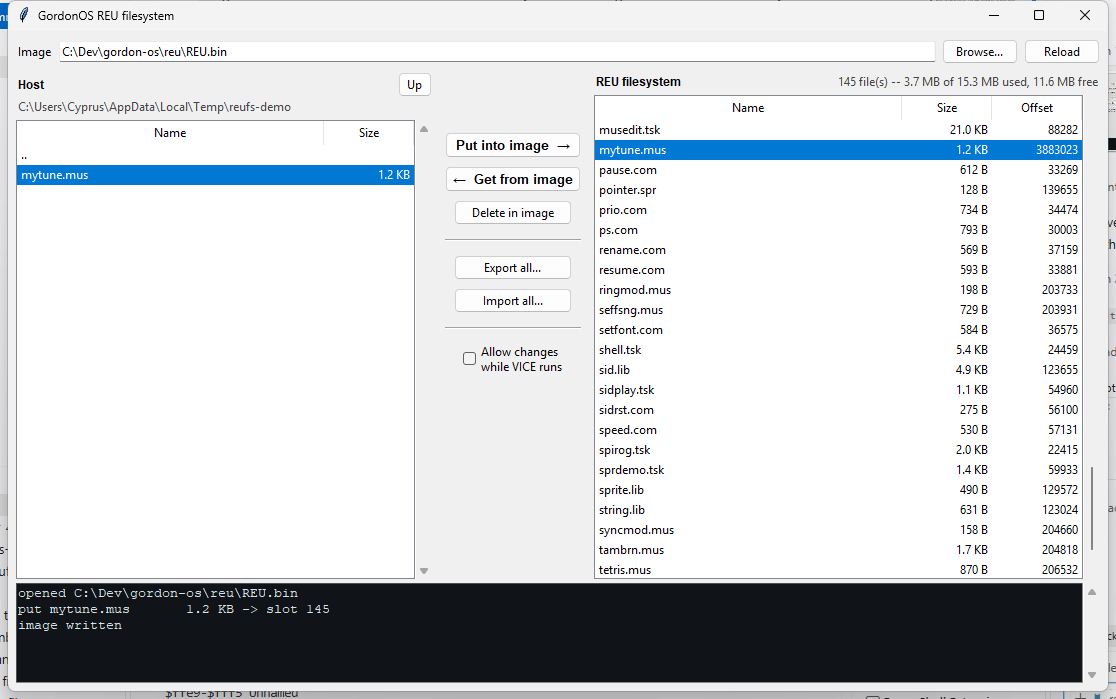 GordonOS REU filesystem
Image C:\Dev\gordon-os\reu\REU.bin Browse... Reload
Host Up
C:\Users\Cyprus\AppData\Local\Temp\reufs-demo
Name Size
..
mytune.mus 1.2 KB
Put into image →
← Get from image
Delete in image
Export all...
Import all...
Allow changes
while VICE runs
REU filesystem 145 file(s) -- 3.7 MB of 15.3 MB used, 11.6 MB free
Name Size Offset
musedit.tsk 21.0 KB 88282
mytune.mus 1.2 KB 3883023
pause.com 612 B 33269
pointer.spr 128 B 139655
prio.com 734 B 34474
ps.com 793 B 30003
rename.com 569 B 37159
resume.com 593 B 33881
ringmod.mus 198 B 203733
seffsng.mus 729 B 203931
setfont.com 584 B 36575
shell.tsk 5.4 KB 24459
sid.lib 4.9 KB 123655
sidplay.tsk 1.1 KB 54960
sidrst.com 275 B 56100
speed.com 530 B 57131
spirog.tsk 2.0 KB 22415
sprdemo.tsk 1.4 KB 59933
sprite.lib 490 B 129572
string.lib 631 B 123024
syncmod.mus 158 B 204660
tambrn.mus 1.7 KB 204818
tetris.mus 870 B 206532
opened C:\Dev\gordon-os\reu\REU.bin
put mytune.mus 1.2 KB -> slot 145
image written